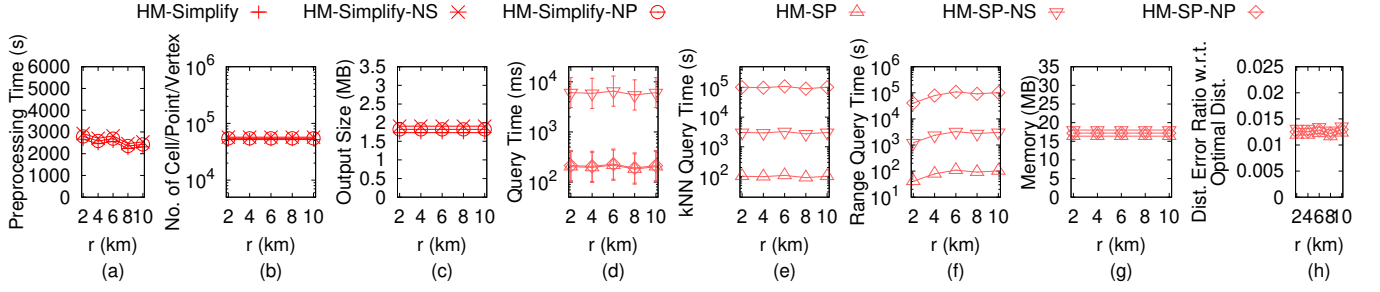 HM-Simplify HM-Simplify-NS HM-Simplify-NP HM-SP HM-SP-NS HM-SP-NP
Preprocessing Time (s)
6000
5000
4000
3000
2000
1000
0
2 4 6 8 10
r (km)
(a)
No. of Cell/Point/Vertex
10^6
10^5
10^4
2 4 6 8 10
r (km)
(b)
Output Size (MB)
3.5
3
2.5
2
1.5
1
0.5
0
2 4 6 8 10
r (km)
(c)
Query Time (ms)
10^4
10^3
10^2
2 4 6 8 10
r (km)
(d)
kNN Query Time (s)
10^5
10^4
10^3
10^2
2 4 6 8 10
r (km)
(e)
Range Query Time (s)
10^6
10^5
10^4
10^3
10^2
10^1
2 4 6 8 10
r (km)
(f)
Memory (MB)
35
30
25
20
15
10
5
0
2 4 6 8 10
r (km)
(g)
Dist. Error Ratio w.r.t.
Optimal Dist.
0.025
0.02
0.015
0.01
0.005
0
2 4 6 8 10
r (km)
(h)